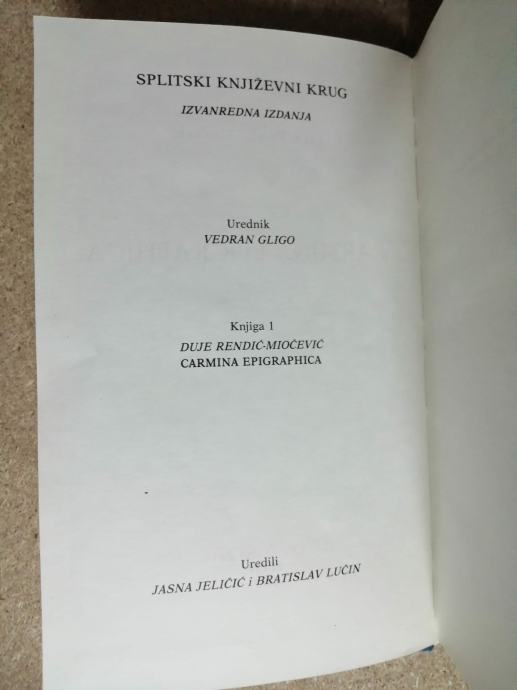 SPLITSKI KNJIŽEVNI KRUG
IZVANREDNA IZDANJA
Urednik
VEDRAN GLIGO
Knjiga 1
DUJE RENDIĆ-MIOČEVIĆ
CARMINA EPIGRAPHICA
Uredili
JASNA JELIČIĆ i BRATISLAV LUČIN